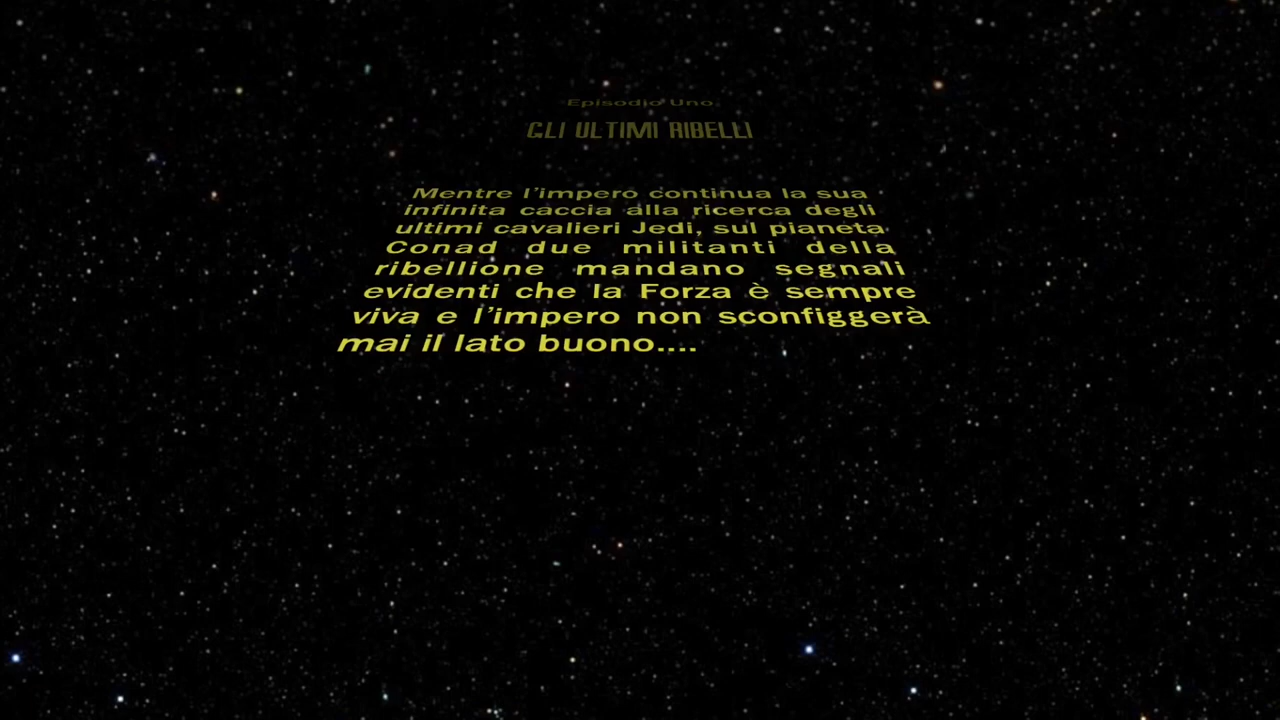 Episodio Uno
GLI ULTIMI RIBELLI
Mentre l'impero continua la sua
infinita caccia alla ricerca degli
ultimi cavalieri Jedi, sul pianeta
Conad due militanti della
ribellione mandano segnali
evidenti che la Forza è sempre
viva e l'impero non sconfiggerà
mai il lato buono....